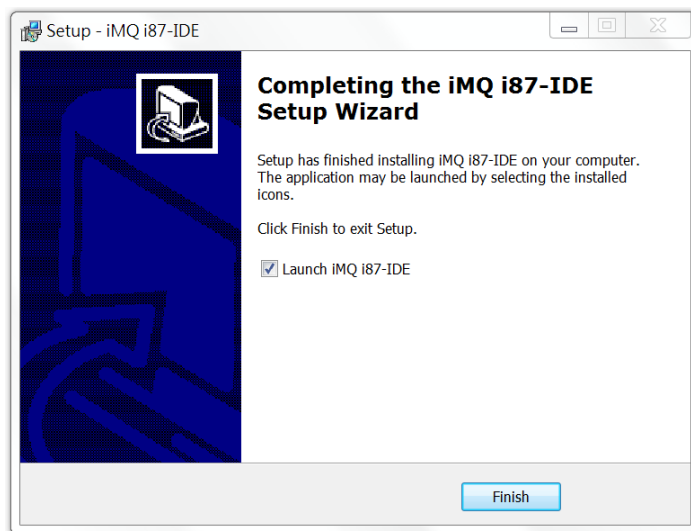 Setup - iMQ i87-IDE
Completing the iMQ i87-IDE
Setup Wizard
Setup has finished installing iMQ i87-IDE on your computer.
The application may be launched by selecting the installed
icons.
Click Finish to exit Setup.
Launch iMQ i87-IDE
Finish